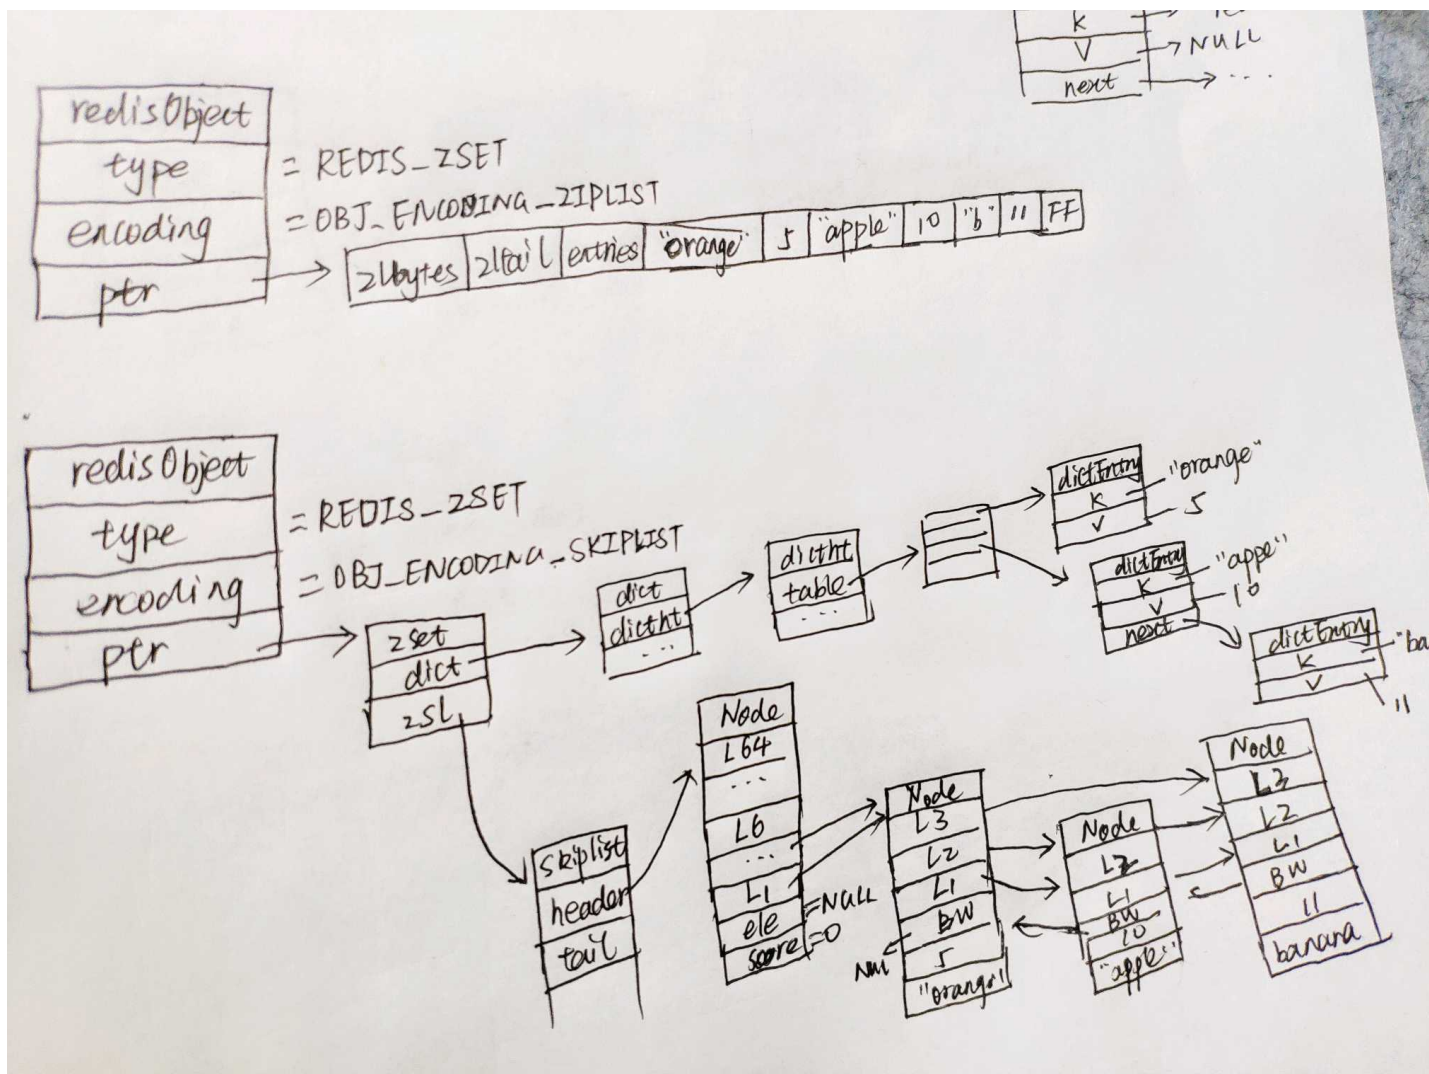 K
V → NULL
next → ...
redisObject
type = REDIS_ZSET
encoding = OBJ_ENCODING_ZIPLIST
ptr → zlbytes zltail entries "orange" 5 "apple" 10 "b" 11 FF
redisObject
type = REDIS_ZSET
encoding = OBJ_ENCODING_SKIPLIST
ptr
zset
dict
zsl
dict
dictht
...
dictht
table
...
dictEntry
K "orange"
V 5
dictEntry
K "appe"
V 10
next
dictEntry
K "ba
V 11
skiplist
header
tail
Node
L64
...
L6
...
L1
ele =NULL
score =0
Node
L3
L2
L1
BW
5
"orange"
Node
L2
L1
BW
10
"apple"
Node
L3
L2
L1
BW
11
banana